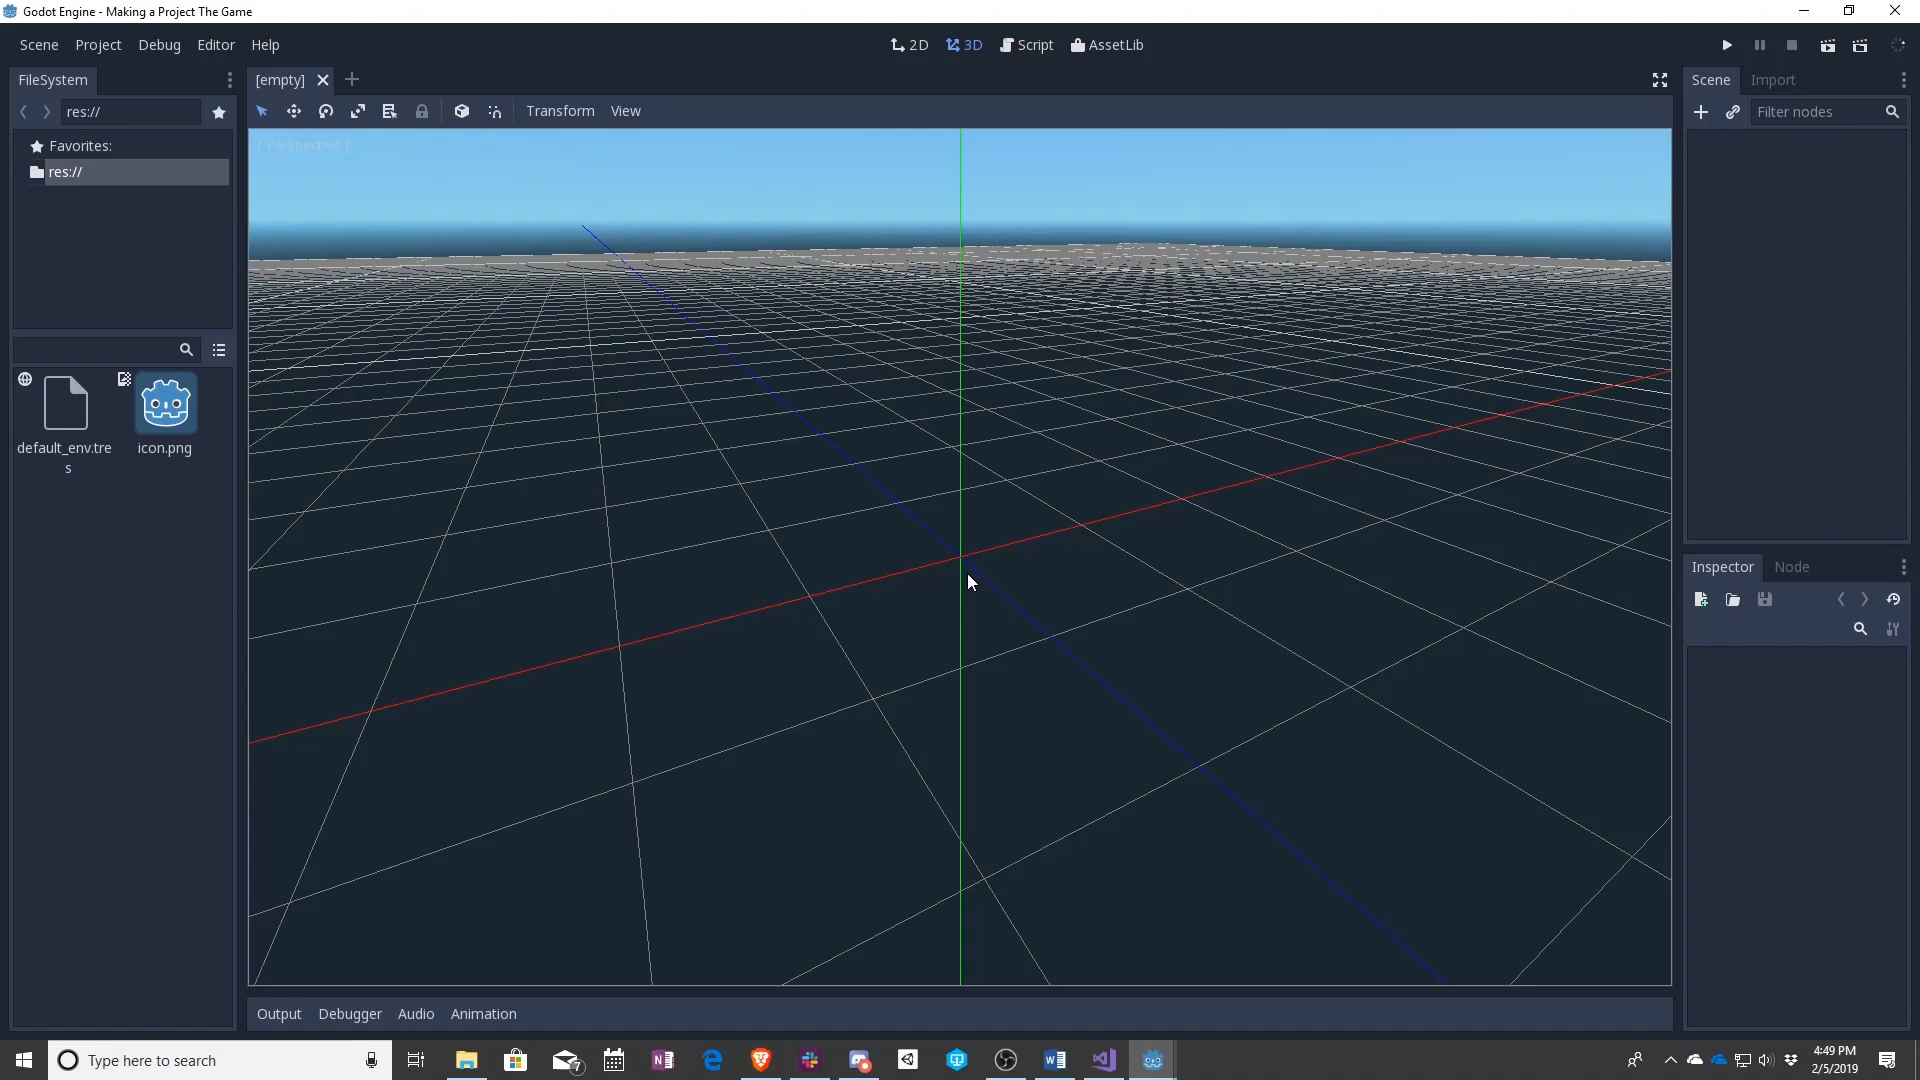 Godot Engine - Making a Project The Game
Scene Project Debug Editor Help
2D 3D Script AssetLib
FileSystem
[empty]
Scene Import
res://
Transform View
Filter nodes
Favorites:
res://
[ Perspective ]
default_env.tre
s
icon.png
Inspector Node
Output Debugger Audio Animation
Type here to search
7
4:49 PM
2/5/2019